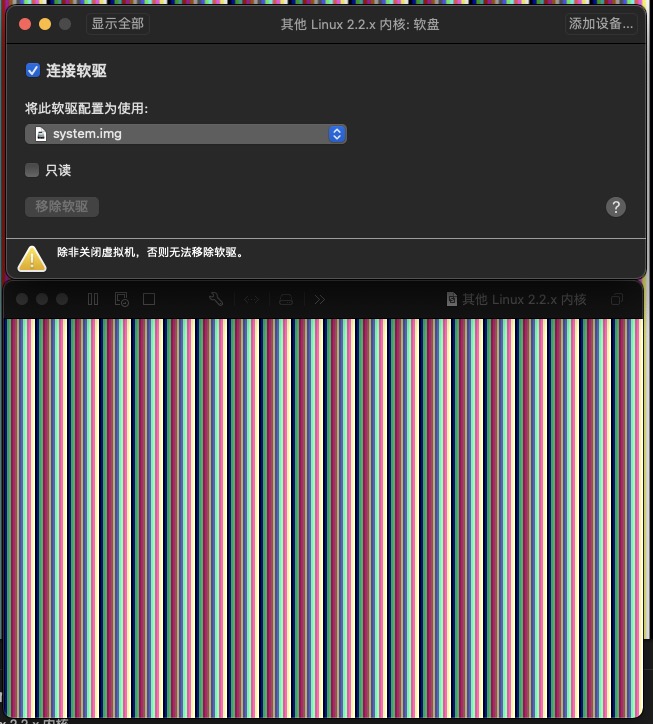 显示全部
其他 Linux 2.2.x 内核: 软盘
添加设备...
连接软驱
将此软驱配置为使用:
system.img
只读
移除软驱
?
除非关闭虚拟机，否则无法移除软驱。
其他 Linux 2.2.x 内核
x 2.2.x 内核